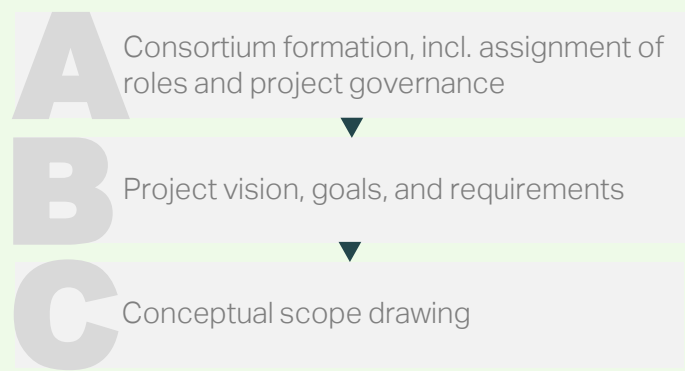 A
Consortium formation, incl. assignment of
roles and project governance
B
Project vision, goals, and requirements
C
Conceptual scope drawing